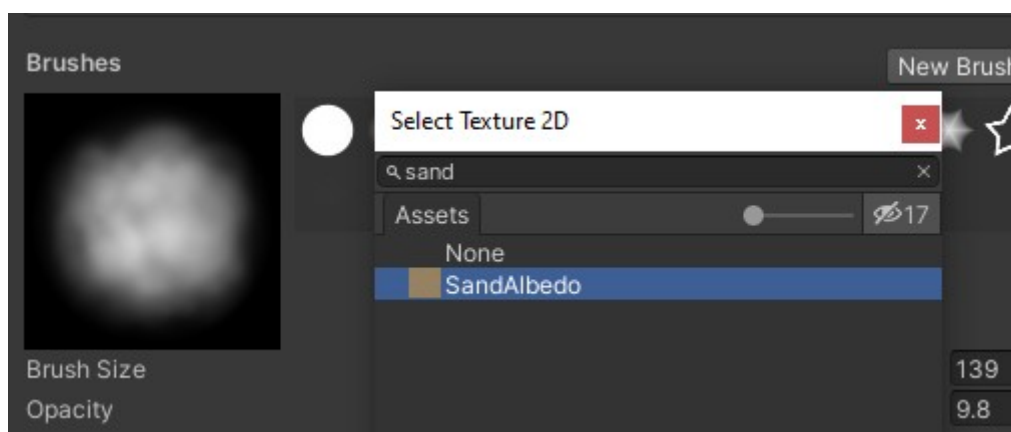 Brushes
New Brush
Select Texture 2D
sand
Assets
17
None
SandAlbedo
Brush Size
139
Opacity
9.8